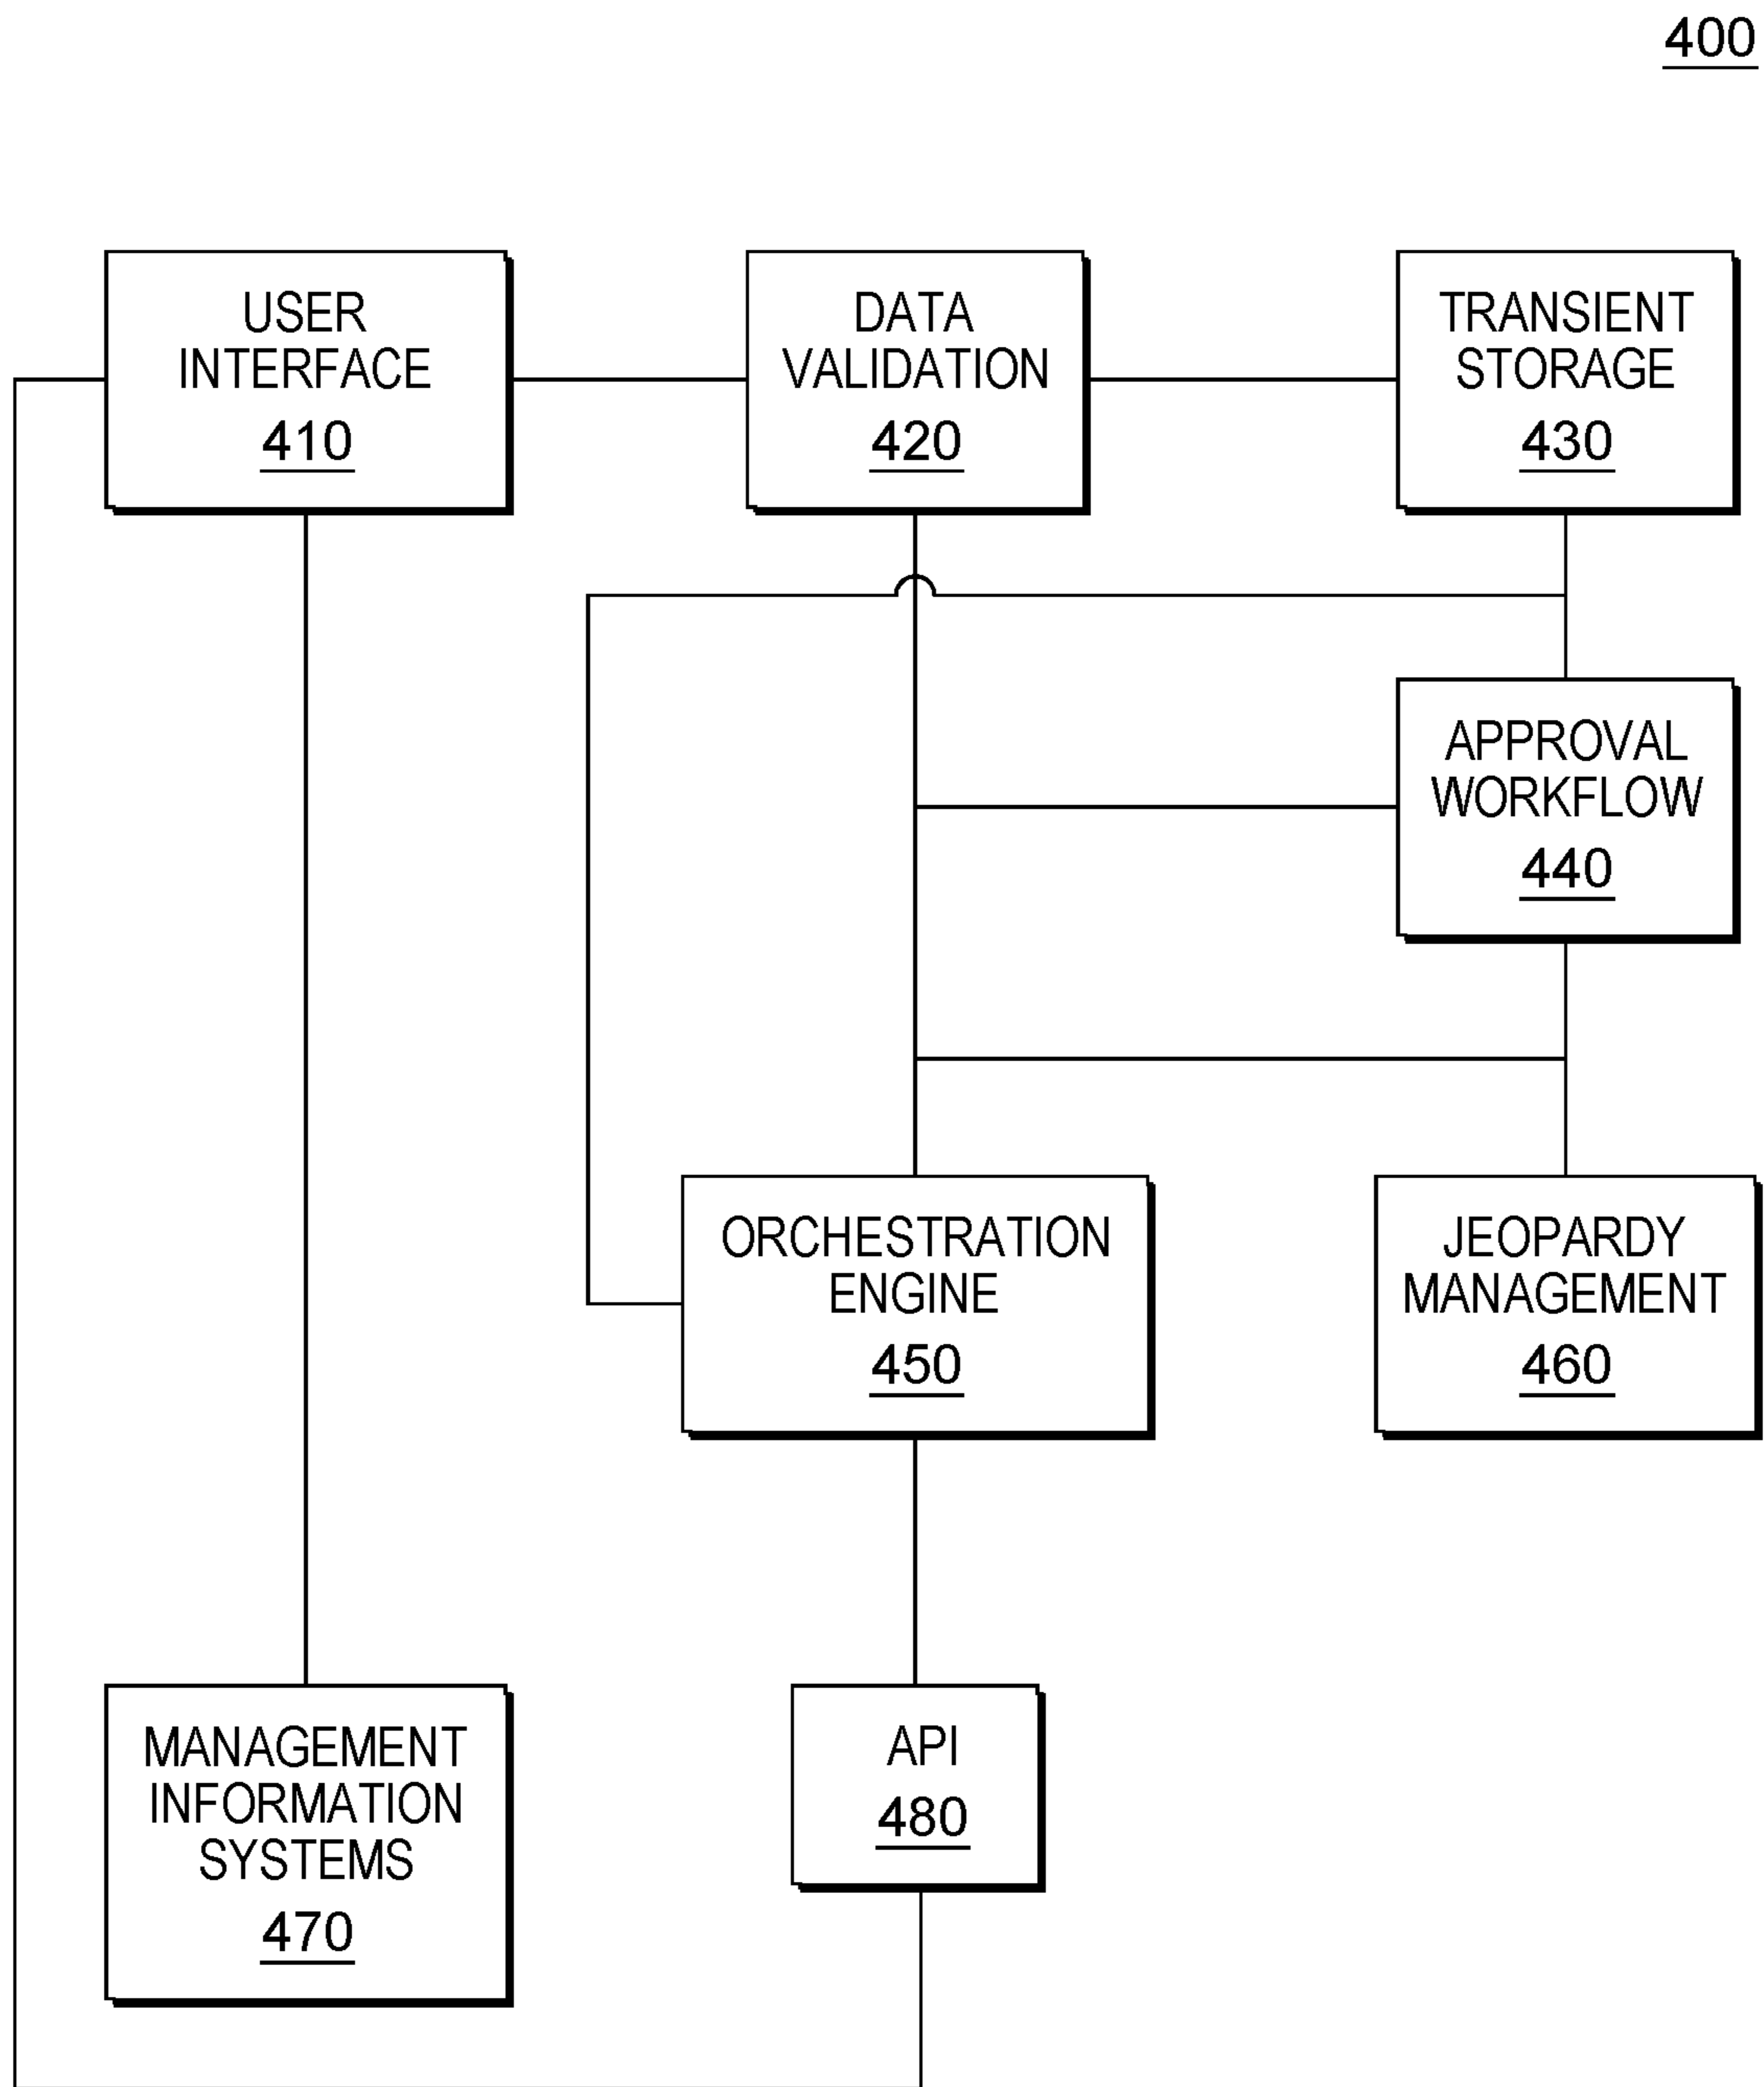 400
USER
INTERFACE
410
DATA
VALIDATION
420
TRANSIENT
STORAGE
430
APPROVAL
WORKFLOW
440
ORCHESTRATION
ENGINE
450
JEOPARDY
MANAGEMENT
460
MANAGEMENT
INFORMATION
SYSTEMS
470
API
480